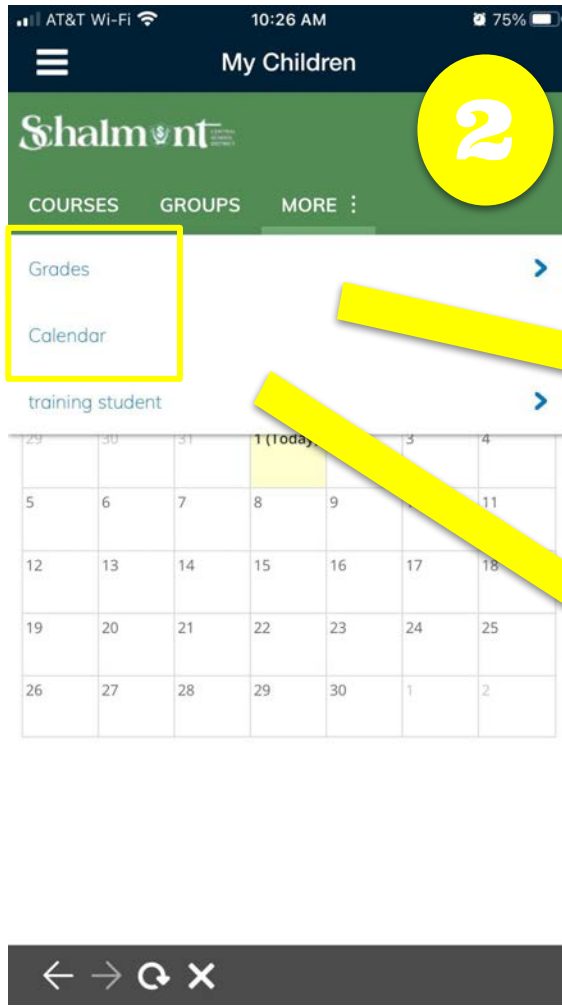 AT&T Wi-Fi 10:26 AM 75%
My Children
2
Schalmont
COURSES GROUPS MORE
Grades
Calendar
training student
29 30 31 1 (Today) 3 4
5 6 7 8 9 11
12 13 14 15 16 17 18
19 20 21 22 23 24 25
26 27 28 29 30 1 2